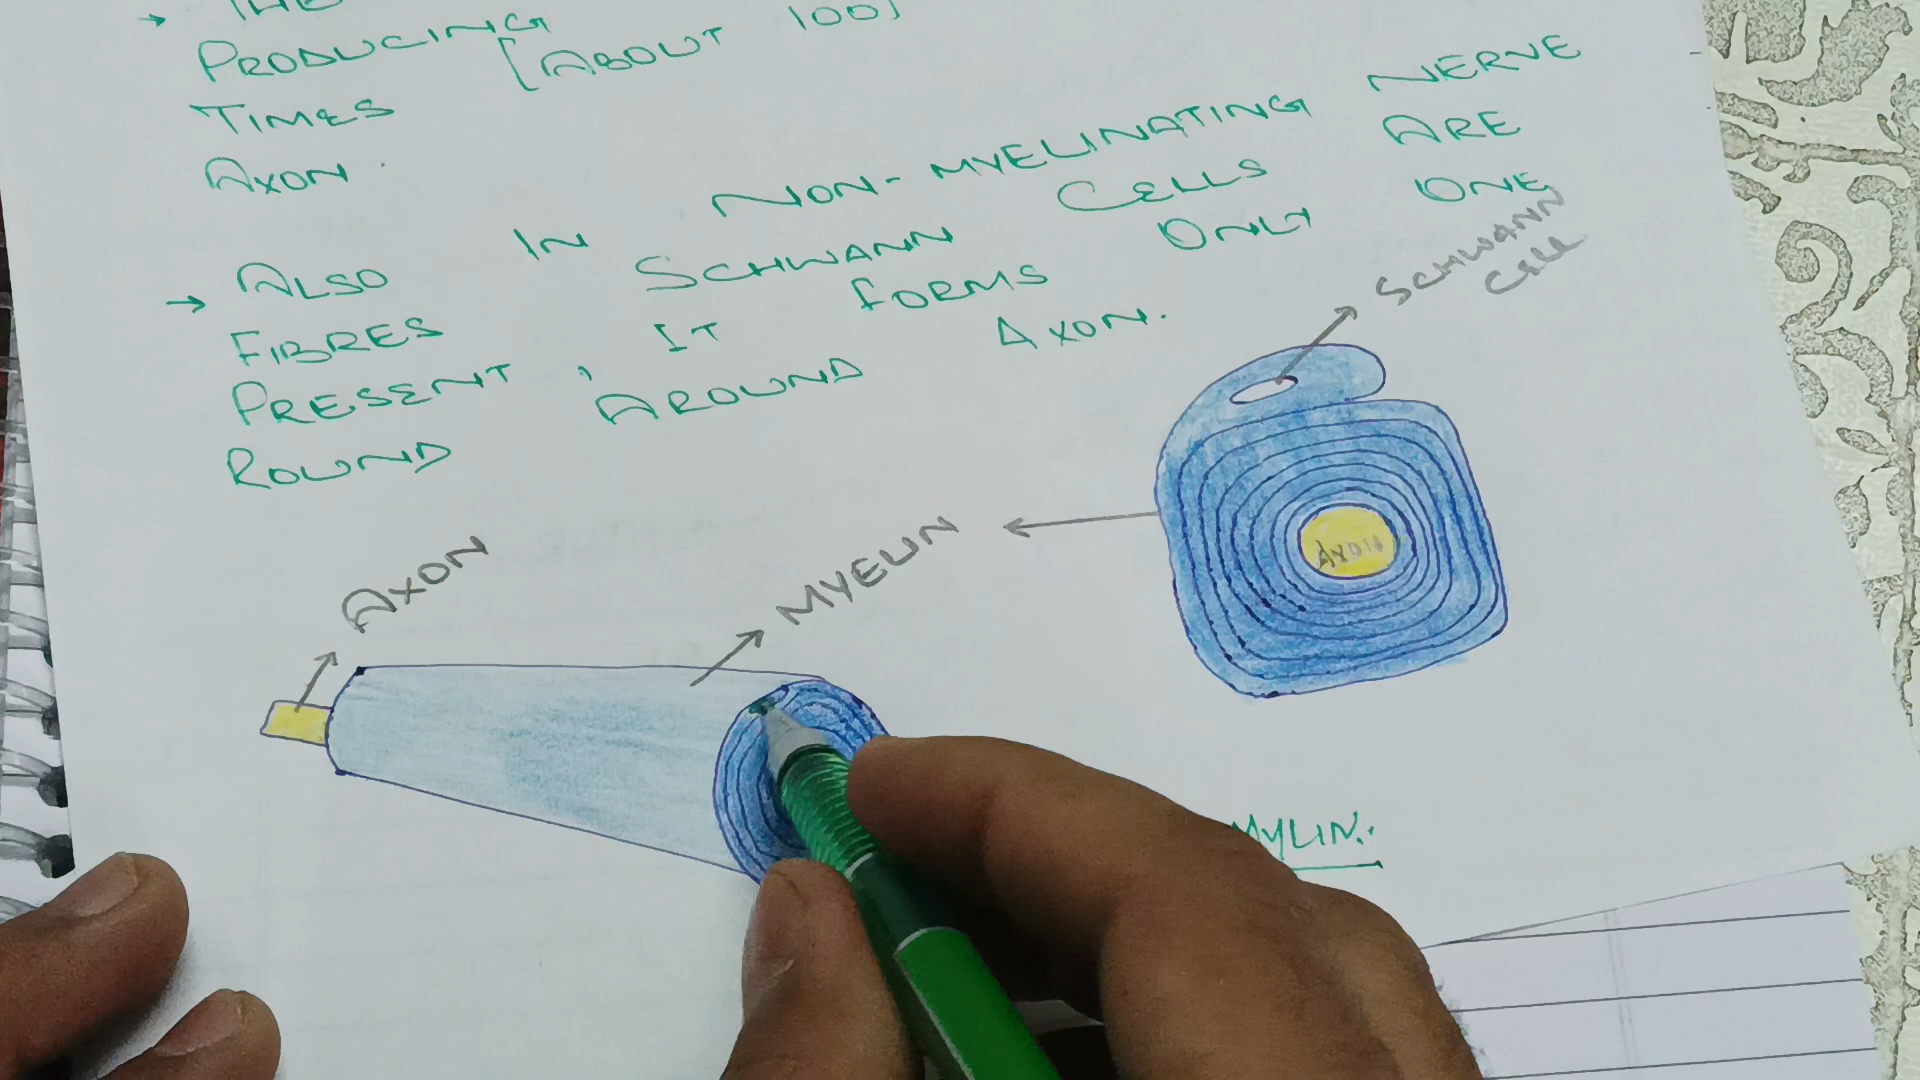 →
PRODUCING [ABOUT 100]
TIMES
AXON.
→ ALSO IN NON-MYELINATING NERVE
FIBRES SCHWANN CELLS ARE
PRESENT, IT FORMS ONLY ONE
ROUND AROUND AXON.
SCHWANN
CELL
AXON
MYELIN
AXON
MYLIN.